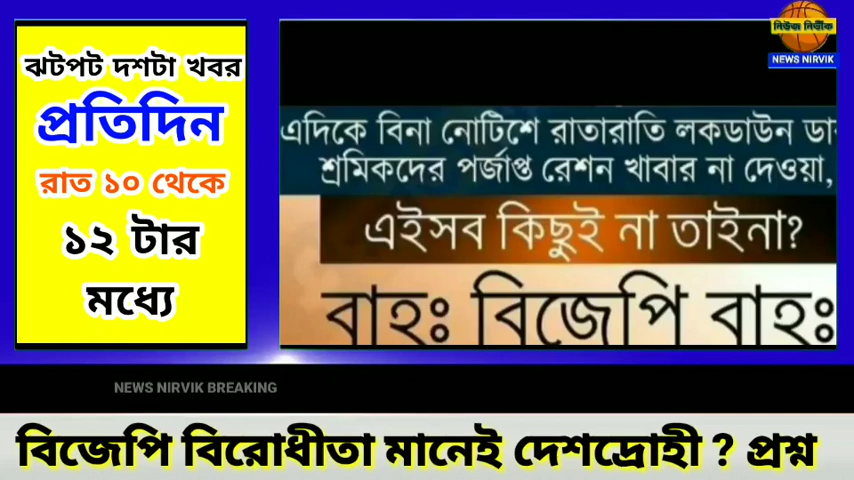 ঝটপট দশটা খবর
প্রতিদিন
রাত ১০ থেকে
১২ টার
মধ্যে
নিউজ নির্ভীক
NEWS NIRVIK
এদিকে বিনা নোটিশে রাতারাতি লকডাউন
শ্রমিকদের পর্জাপ্ত রেশন খাবার না দেওয়া,
এইসব কিছুই না তাইনা?
বাহঃ বিজেপি বাহঃ
NEWS NIRVIK BREAKING
বিজেপি বিরোধীতা মানেই দেশদ্রোহী ? প্রশ্ন